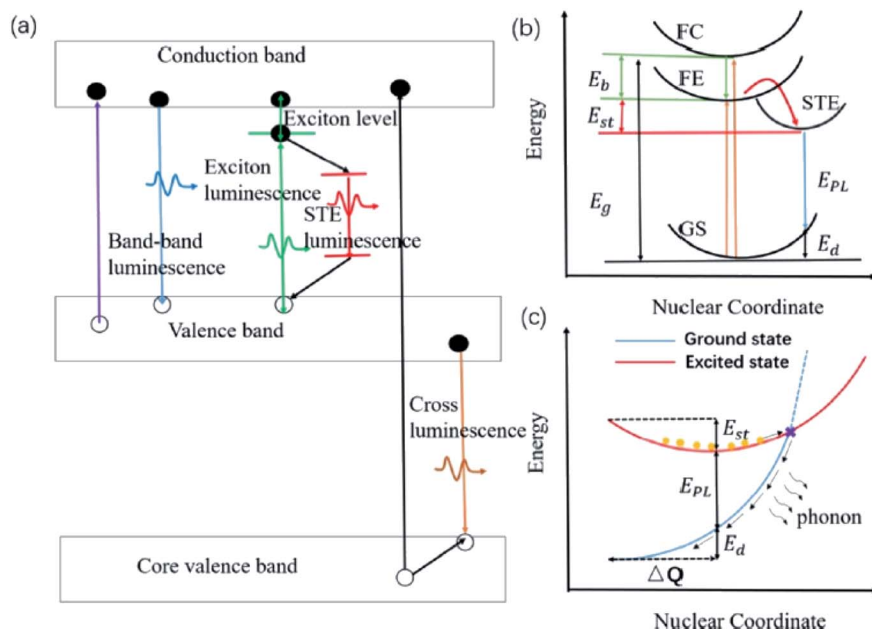 (a)
Conduction band
Exciton level
Exciton
luminescence
STE
luminescence
Band-band
luminescence
Valence band
Cross
luminescence
Core valence band
(b)
FC
FE
STE
E_b
E_st
E_g
E_PL
GS
E_d
Energy
Nuclear Coordinate
(c)
Ground state
Excited state
E_st
E_PL
E_d
phonon
△Q
Energy
Nuclear Coordinate